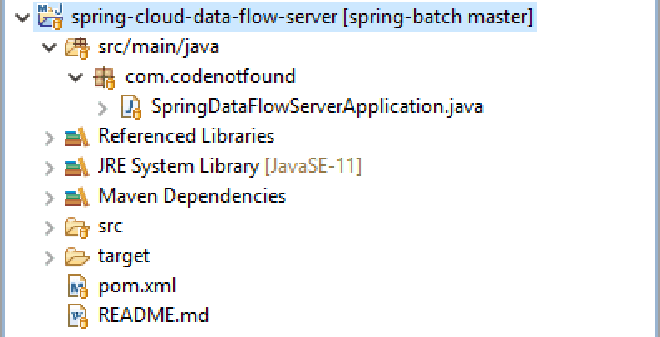 spring-cloud-data-flow-server [spring-batch master]
src/main/java
com.codenotfound
SpringDataFlowServerApplication.java
Referenced Libraries
JRE System Library [JavaSE-11]
Maven Dependencies
src
target
pom.xml
README.md